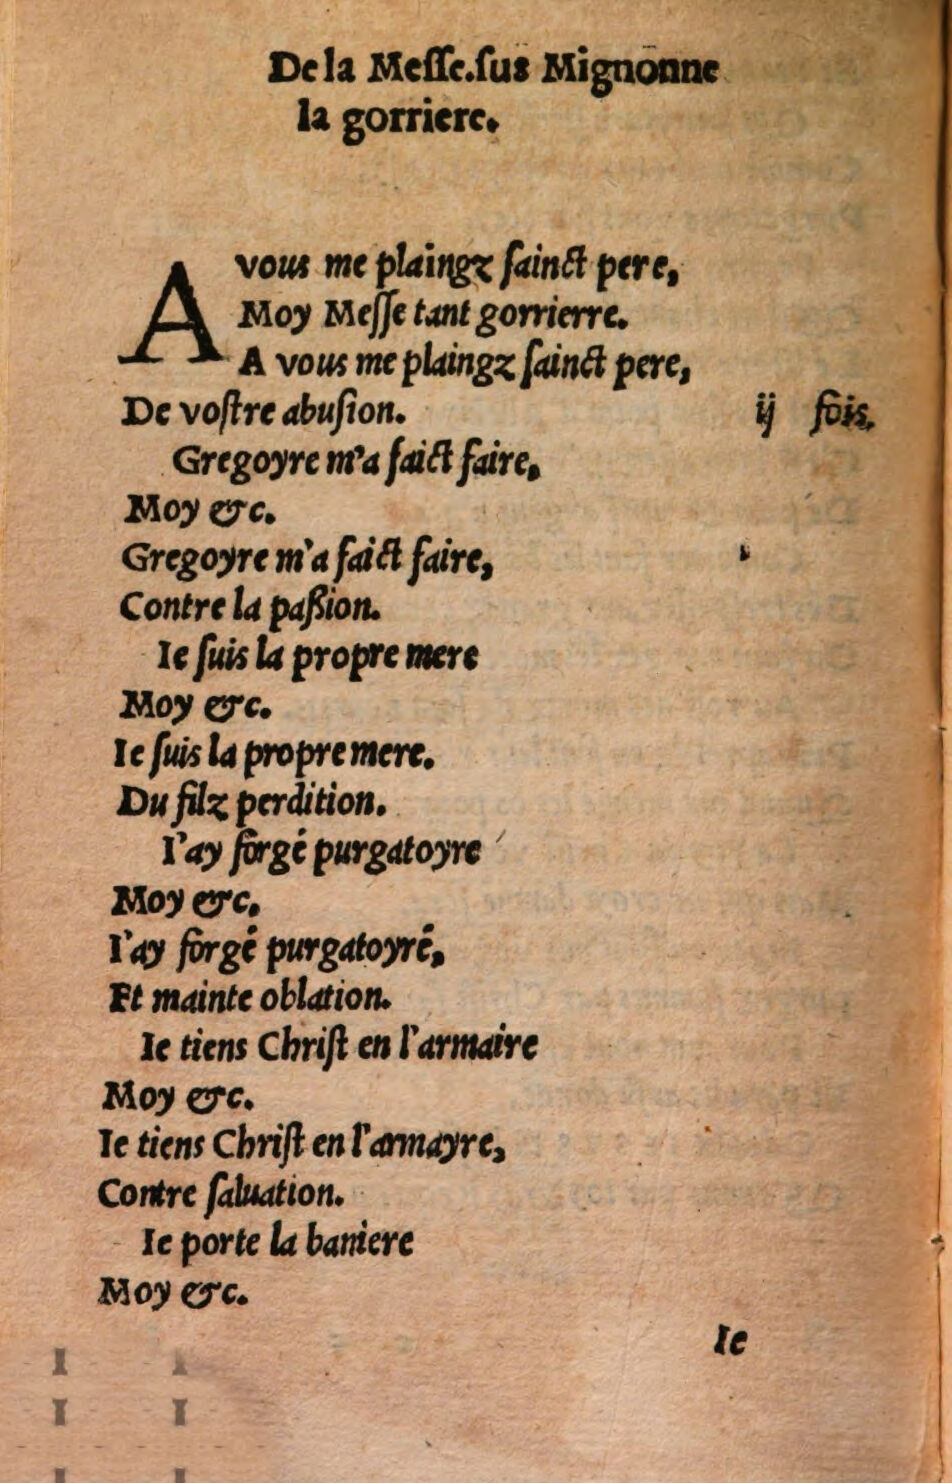 De la Meſſe.ſus Mignonne
la gorriere.
A vous me plaingz ſainct pere,
Moy Meſſe tant gorrierre.
A vous me plaingz ſainct pere,
De voſtre abuſion. ij fois.
Gregoyre m'a faict faire,
Moy &c.
Gregoyre m'a faict faire,
Contre la paßion.
Ie ſuis la propre mere
Moy &c.
Ie ſuis la propre mere.
Du filz perdition.
I'ay forgé purgatoyre
Moy &c.
I'ay forgé purgatoyré,
Et mainte oblation.
Ie tiens Chriſt en l'armaire
Moy &c.
Ie tiens Chriſt en l'armayre,
Contre ſaluation.
Ie porte la baniere
Moy &c.
Ie